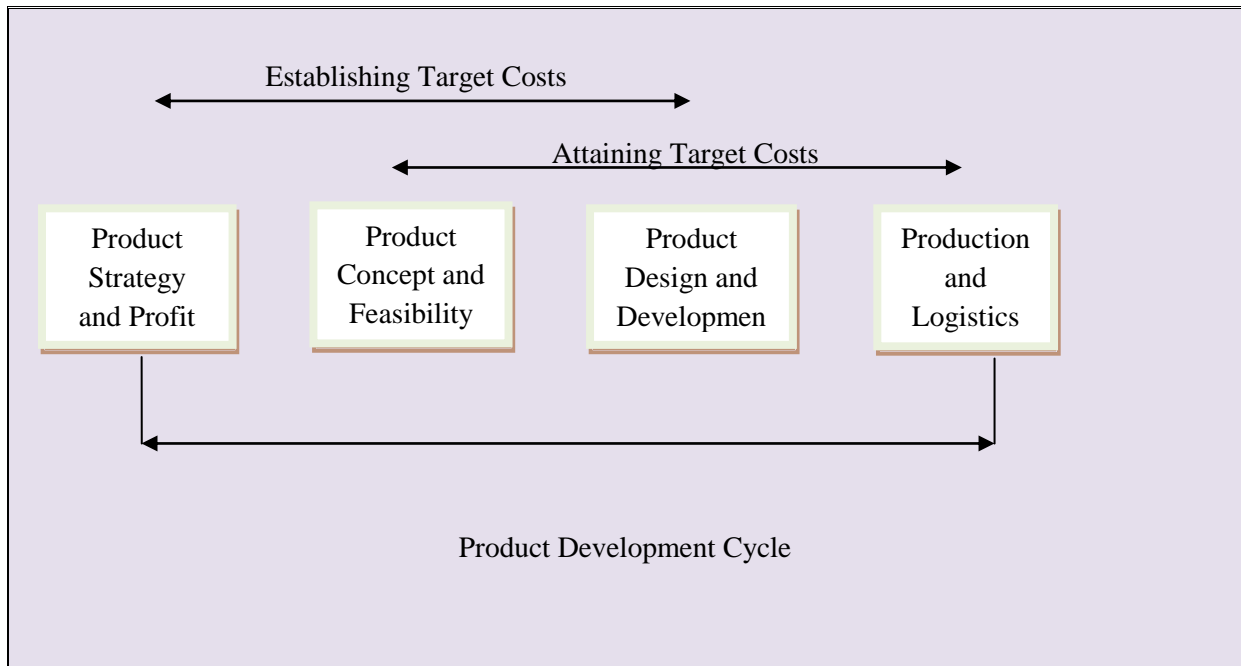 Establishing Target Costs
Attaining Target Costs
Product
Strategy
and Profit
Product
Concept and
Feasibility
Product
Design and
Developmen
Production
and
Logistics
Product Development Cycle